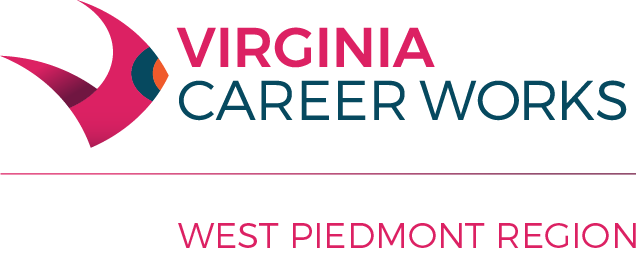 VIRGINIA
CAREER WORKS
WEST PIEDMONT REGION